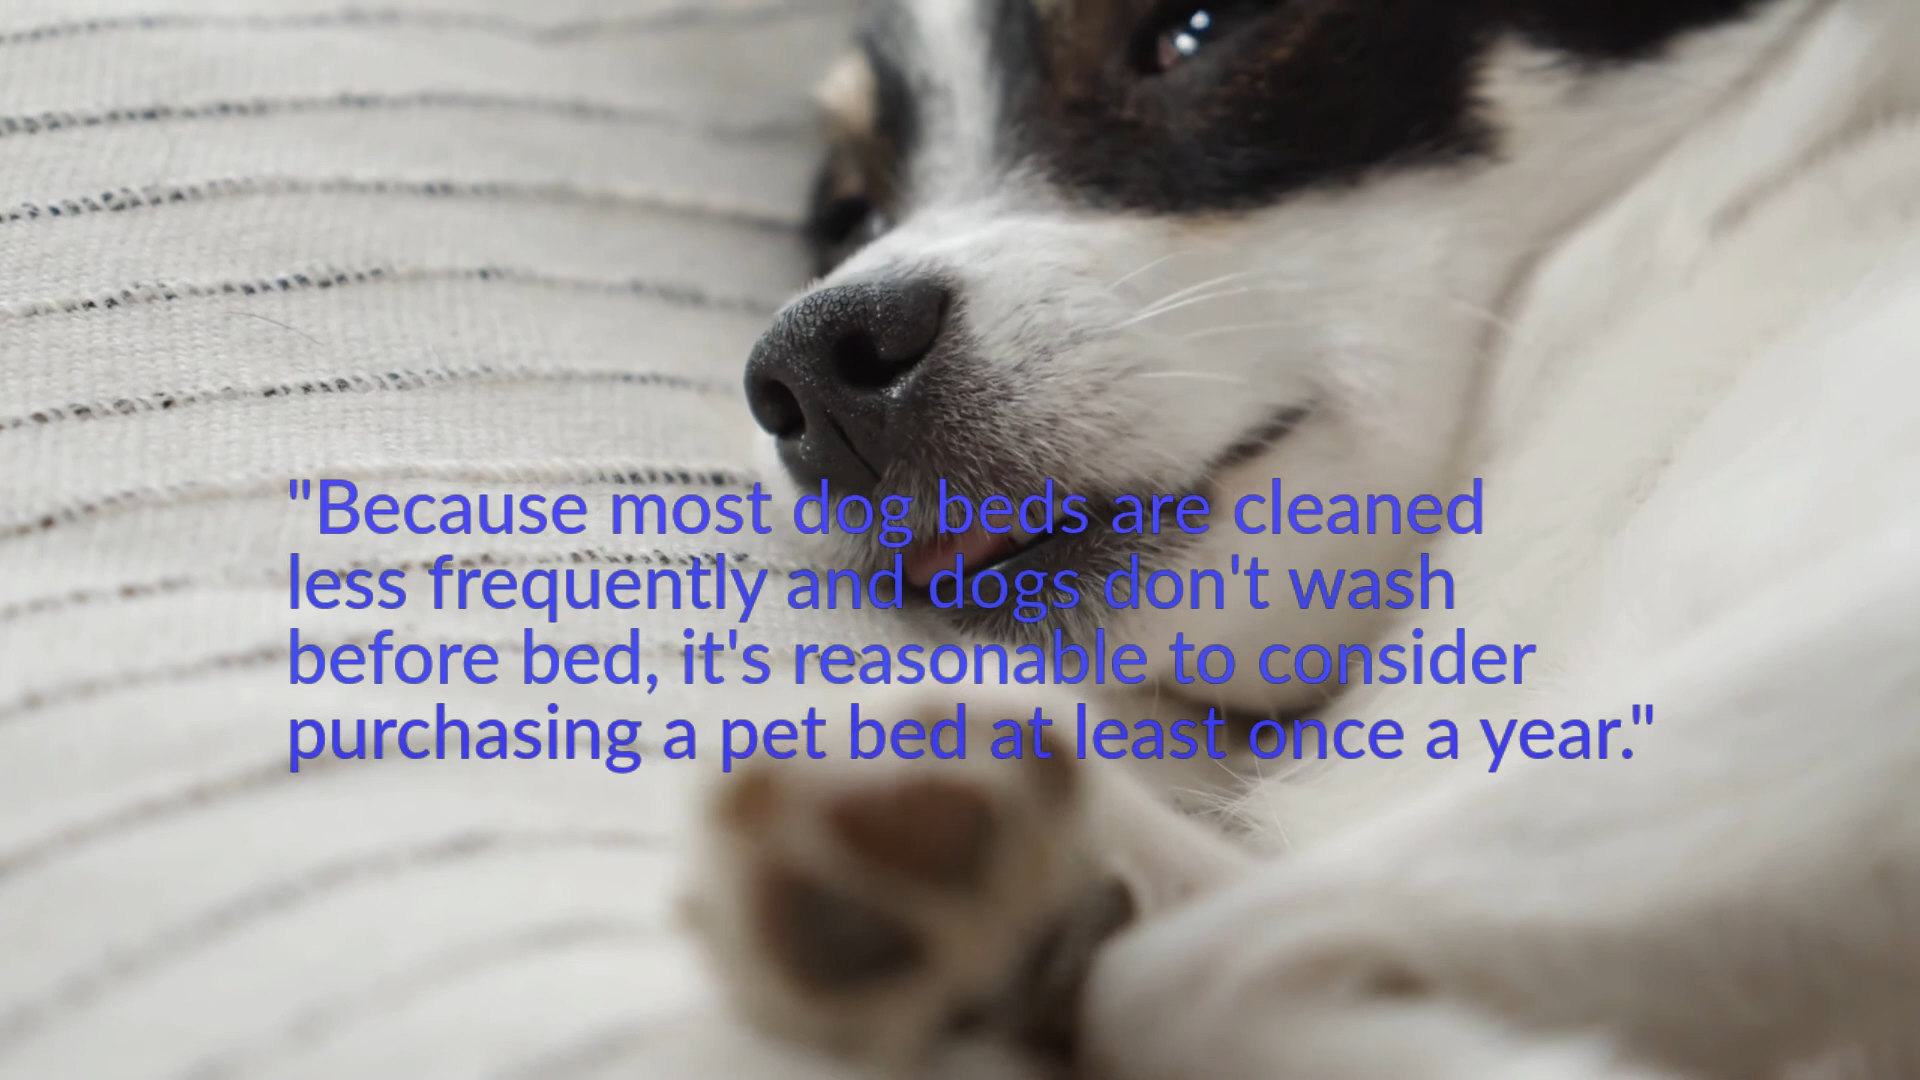 "Because most dog beds are cleaned
less frequently and dogs don't wash
before bed, it's reasonable to consider
purchasing a pet bed at least once a year."